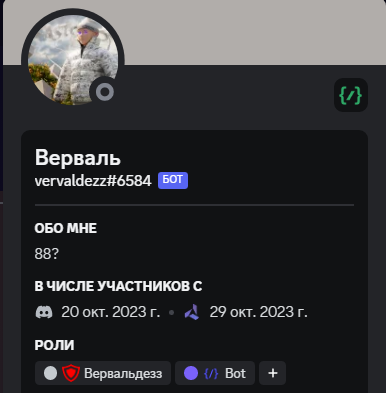 Верваль
vervaldezz#6584 БОТ
ОБО МНЕ
88?
В ЧИСЛЕ УЧАСТНИКОВ С
20 окт. 2023 г. • 29 окт. 2023 г.
РОЛИ
Вервальдезз {/} Bot +